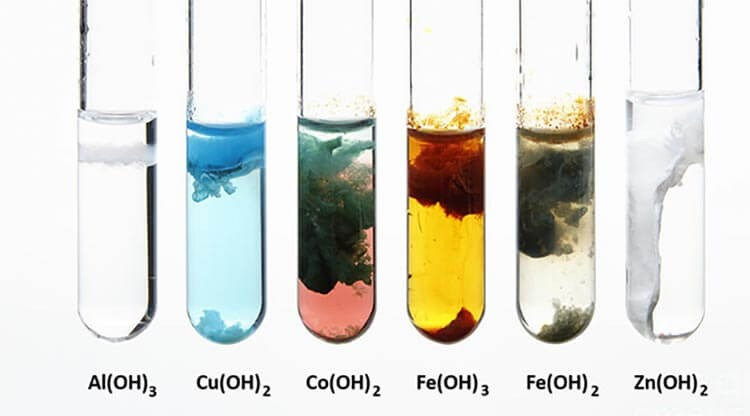 Al(OH)₃ Cu(OH)₂ Co(OH)₂ Fe(OH)₃ Fe(OH)₂ Zn(OH)₂